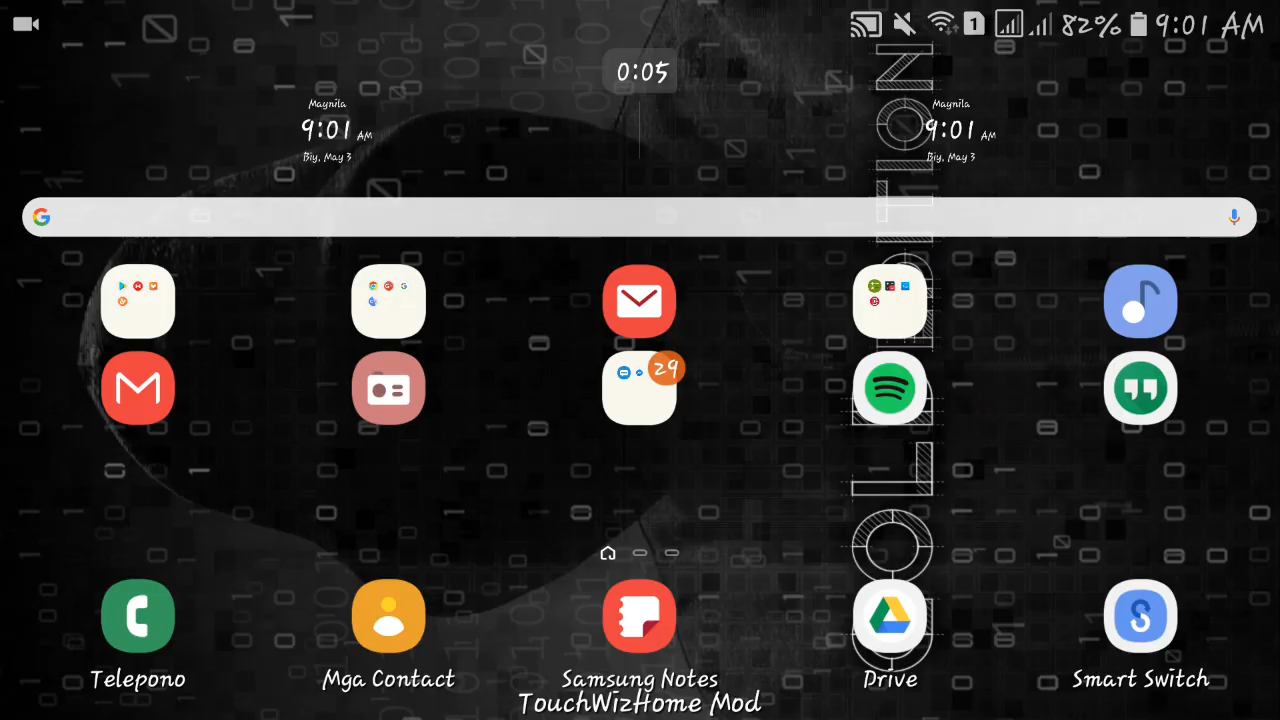 1 82% 9:01 AM
0:05
Maynila
9:01 AM
Biy, May 3
Maynila
9:01 AM
Biy, May 3
29
Telepono
Mga Contact
Samsung Notes
Drive
Smart Switch
TouchWizHome Mod